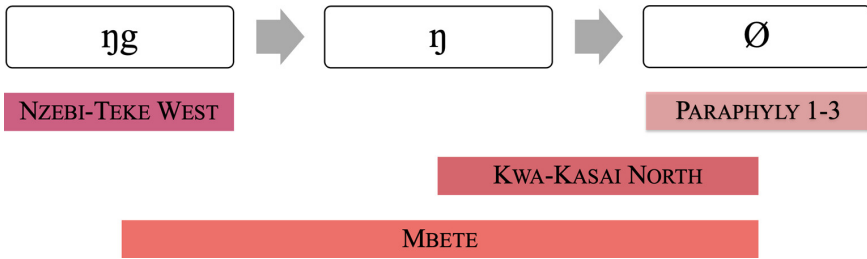 ŋg ŋ Ø
NZEBI-TEKE WEST PARAPHYLY 1-3
KWA-KASAI NORTH
MBETE